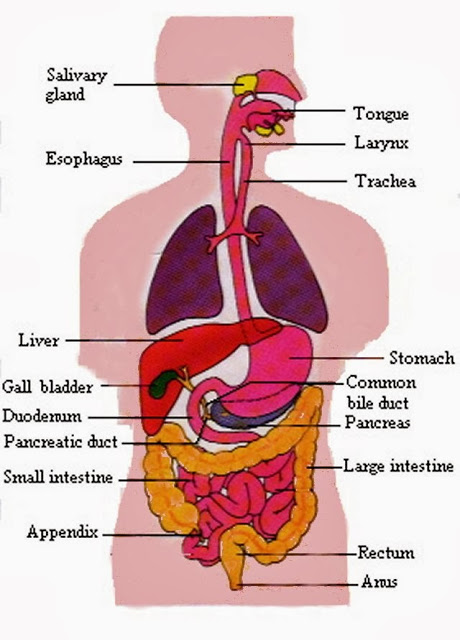 Salivary
gland
Tongue
Larynx
Esophagus
Trachea
Liver
Stomach
Gall bladder
Common
bile duct
Duodenum
Pancreas
Pancreatic duct
Large intestine
Small intestine
Appendix
Rectum
Anus